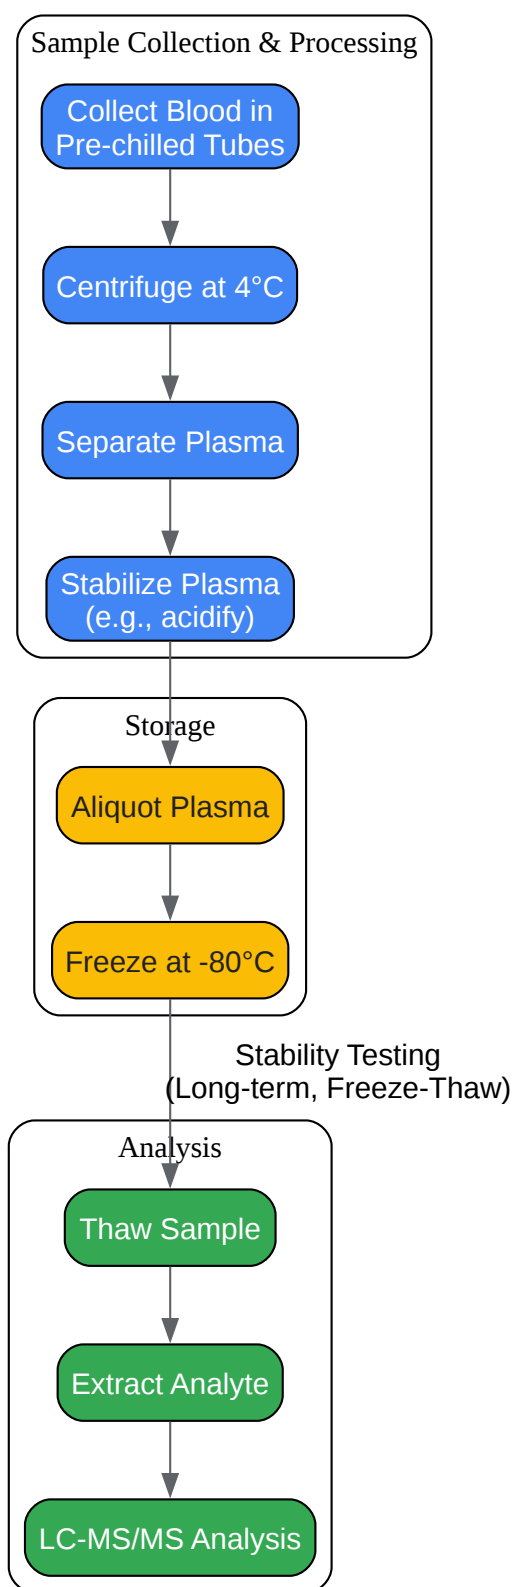 Sample Collection & Processing
Collect Blood in
Pre-chilled Tubes
Centrifuge at 4°C
Separate Plasma
Stabilize Plasma
(e.g., acidify)
Storage
Aliquot Plasma
Freeze at -80°C
Stability Testing
(Long-term, Freeze-Thaw)
Analysis
Thaw Sample
Extract Analyte
LC-MS/MS Analysis